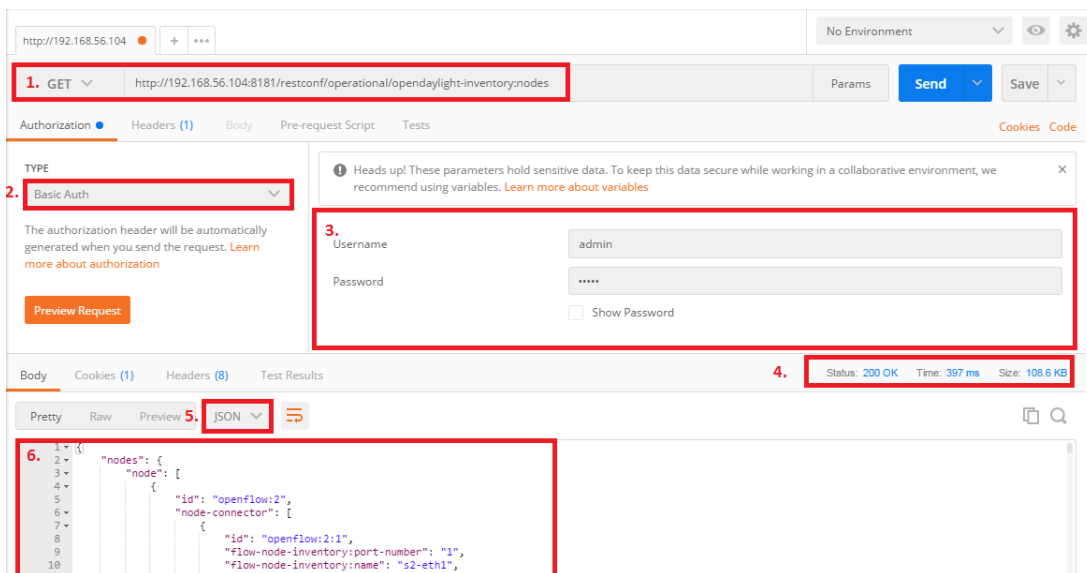 http://192.168.56.104 + •••
No Environment
1. GET http://192.168.56.104:8181/restconf/operational/opendaylight-inventory:nodes Params Send Save
Authorization Headers (1) Body Pre-request Script Tests Cookies Code
TYPE
2. Basic Auth
The authorization header will be automatically
generated when you send the request. Learn
more about authorization
Preview Request
Heads up! These parameters hold sensitive data. To keep this data secure while working in a collaborative environment, we
recommend using variables. Learn more about variables
3.
Username admin
Password •••••
Show Password
Body Cookies (1) Headers (8) Test Results 4. Status: 200 OK Time: 397 ms Size: 108.6 KB
Pretty Raw Preview 5. JSON
6.
1 {
2 "nodes": {
3 "node": [
4 {
5 "id": "openflow:2",
6 "node-connector": [
7 {
8 "id": "openflow:2:1",
9 "flow-node-inventory:port-number": "1",
10 "flow-node-inventory:name": "s2-eth1",